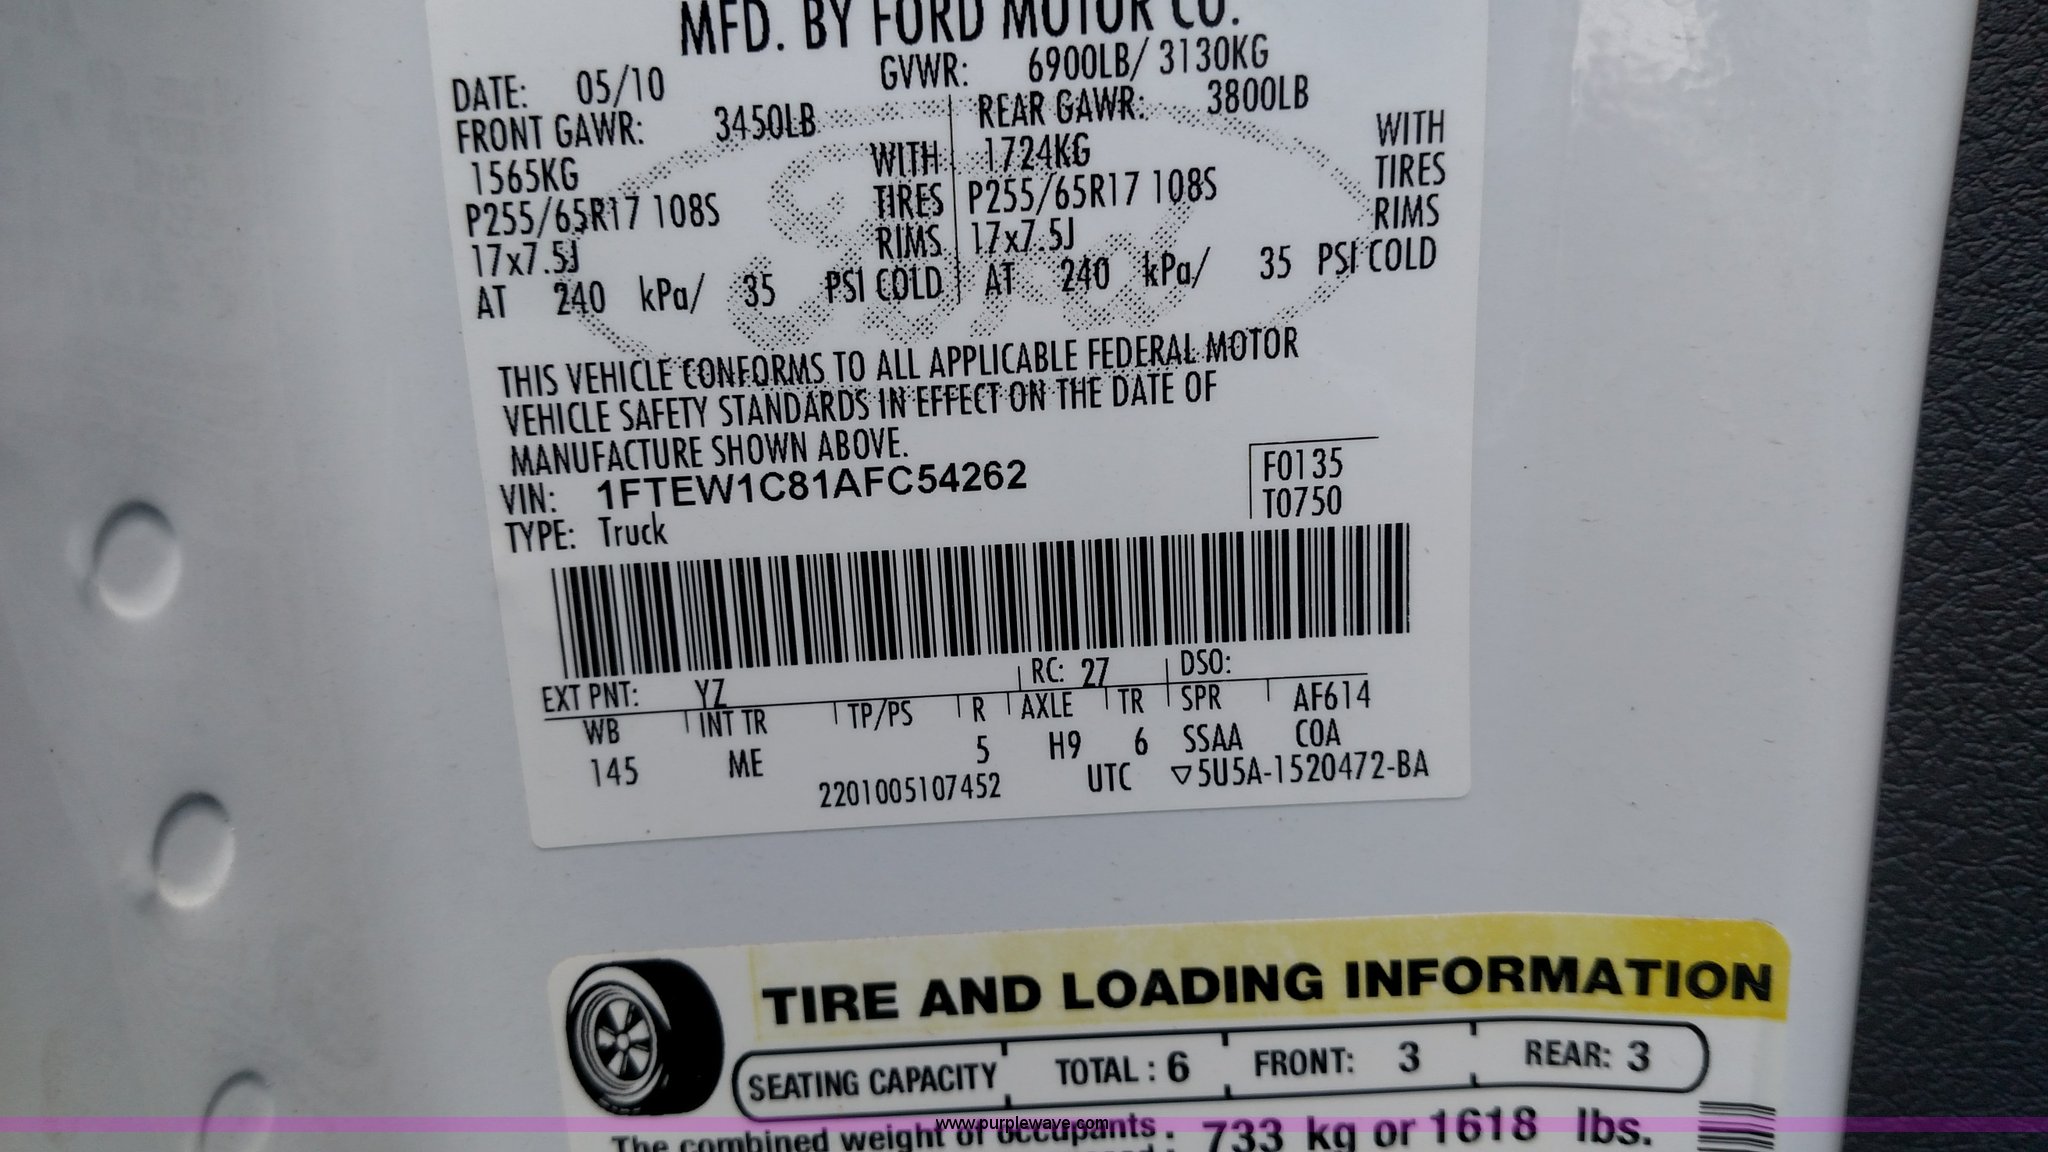 MFD. BY FORD MOTOR CO.
DATE: 05/10 GVWR: 6900LB/ 3130KG
FRONT GAWR: 3450LB REAR GAWR: 3800LB
1565KG WITH 1724KG WITH
P255/65R17 108S TIRES P255/65R17 108S TIRES
17x7.5J RIMS 17x7.5J RIMS
AT 240 kPa/ 35 PSI COLD AT 240 kPa/ 35 PSI COLD
THIS VEHICLE CONFORMS TO ALL APPLICABLE FEDERAL MOTOR
VEHICLE SAFETY STANDARDS IN EFFECT ON THE DATE OF
MANUFACTURE SHOWN ABOVE.
VIN: 1FTEW1C81AFC54262 F0135
TYPE: Truck T0750
EXT PNT: YZ RC: 27 DSO:
WB INT TR TP/PS R AXLE TR SPR AF614
145 ME 5 H9 6 SSAA COA
2201005107452 UTC ▽5U5A-1520472-BA
TIRE AND LOADING INFORMATION
SEATING CAPACITY TOTAL : 6 FRONT: 3 REAR: 3
The combined weight of occupants : 733 kg or 1618 lbs.
www.purplewave.com